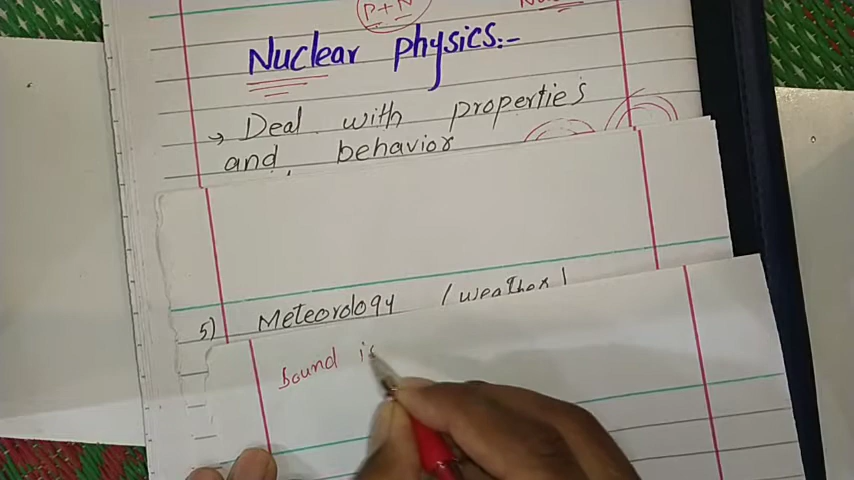 P+N
Nuclear physics:-
→ Deal with properties
and behavior
5) Meteorology / weather /
sound is